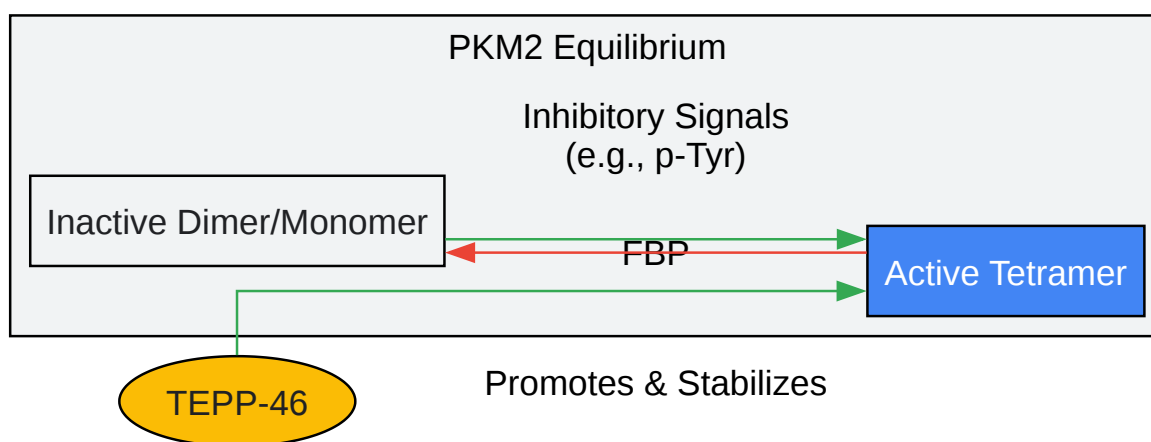 PKM2 Equilibrium
Inhibitory Signals
(e.g., p-Tyr)
Inactive Dimer/Monomer
FBP
Active Tetramer
TEPP-46
Promotes & Stabilizes